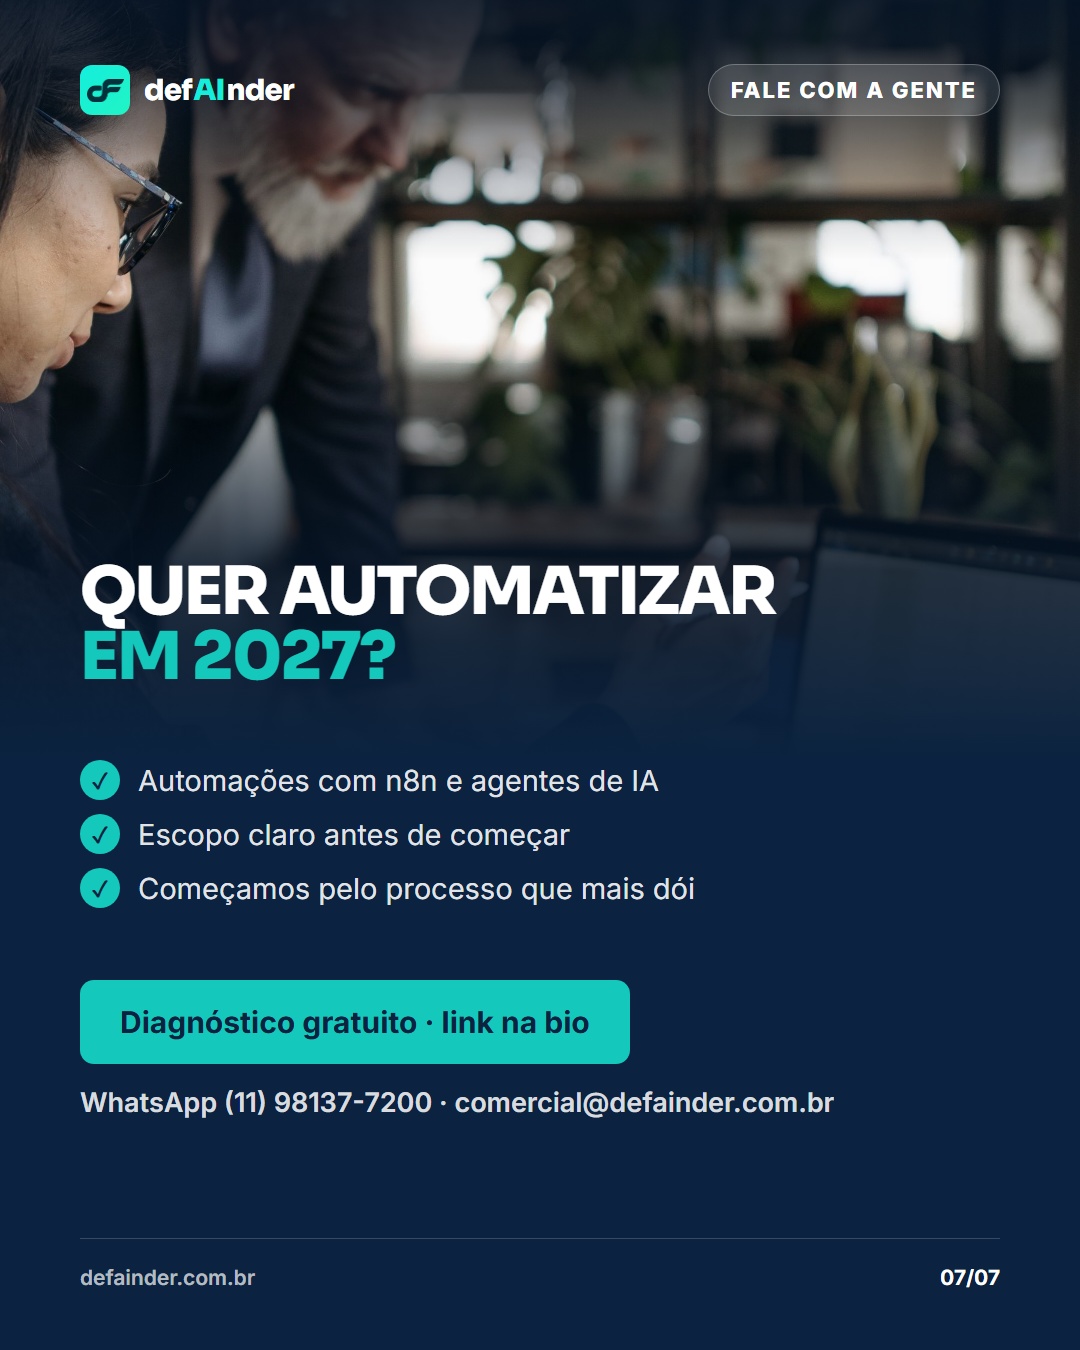 defAInder
FALE COM A GENTE
QUER AUTOMATIZAR
EM 2027?
Automações com n8n e agentes de IA
Escopo claro antes de começar
Começamos pelo processo que mais dói
Diagnóstico gratuito · link na bio
WhatsApp (11) 98137-7200 · comercial@defainder.com.br
defainder.com.br
07/07